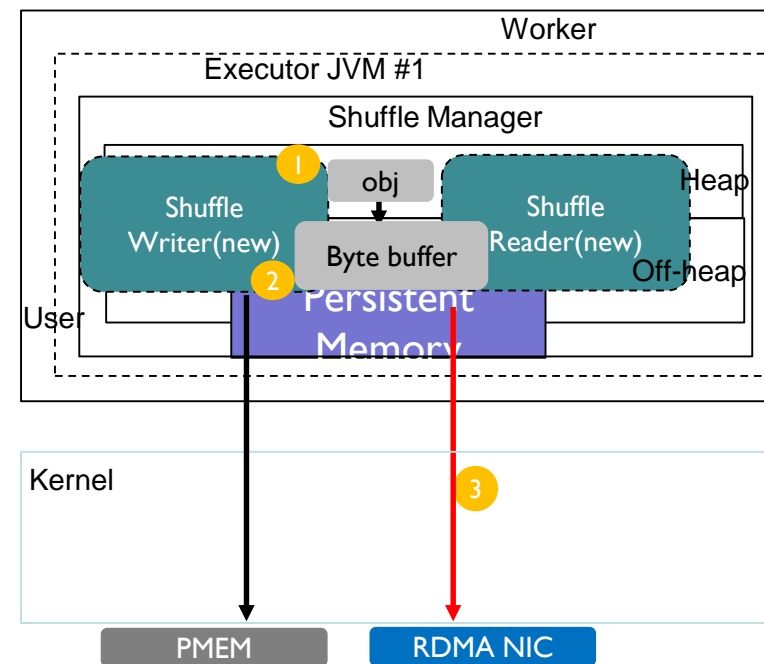 Worker
Executor JVM #1
Shuffle Manager
1
obj
Heap
Shuffle
Writer(new)
Shuffle
Reader(new)
Byte buffer
2
Off-heap
User
Persistent
Memory
Kernel
3
PMEM
RDMA NIC